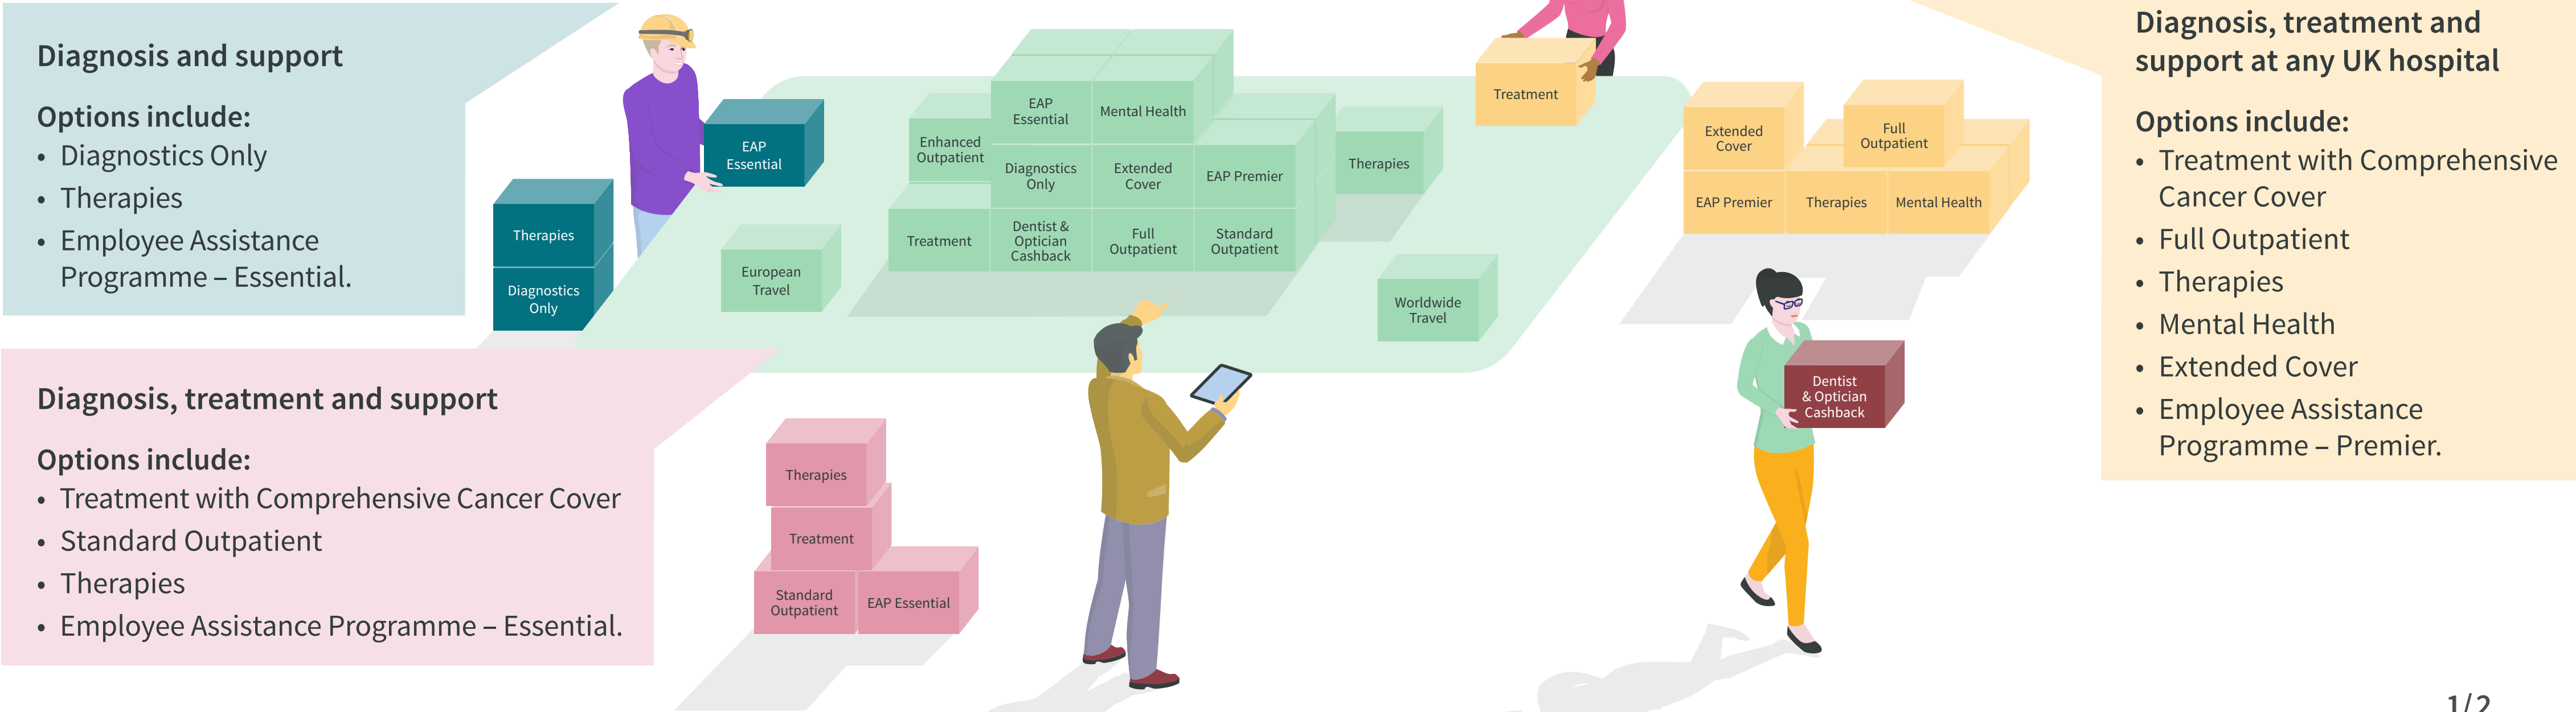 Diagnosis and support
Options include:
• Diagnostics Only
• Therapies
• Employee Assistance
Programme – Essential.
Diagnosis, treatment and support
Options include:
• Treatment with Comprehensive Cancer Cover
• Standard Outpatient
• Therapies
• Employee Assistance Programme – Essential.
EAP
Essential
Therapies
Diagnostics
Only
European
Travel
Enhanced
Outpatient
EAP
Essential
Mental Health
Diagnostics
Only
Extended
Cover
EAP Premier
Therapies
Treatment
Dentist &
Optician
Cashback
Full
Outpatient
Standard
Outpatient
Worldwide
Travel
Treatment
Extended
Cover
Full
Outpatient
EAP Premier
Therapies
Mental Health
Dentist
& Optician
Cashback
Therapies
Treatment
Standard
Outpatient
EAP Essential
Diagnosis, treatment and
support at any UK hospital
Options include:
• Treatment with Comprehensive
Cancer Cover
• Full Outpatient
• Therapies
• Mental Health
• Extended Cover
• Employee Assistance
Programme – Premier.
1/2